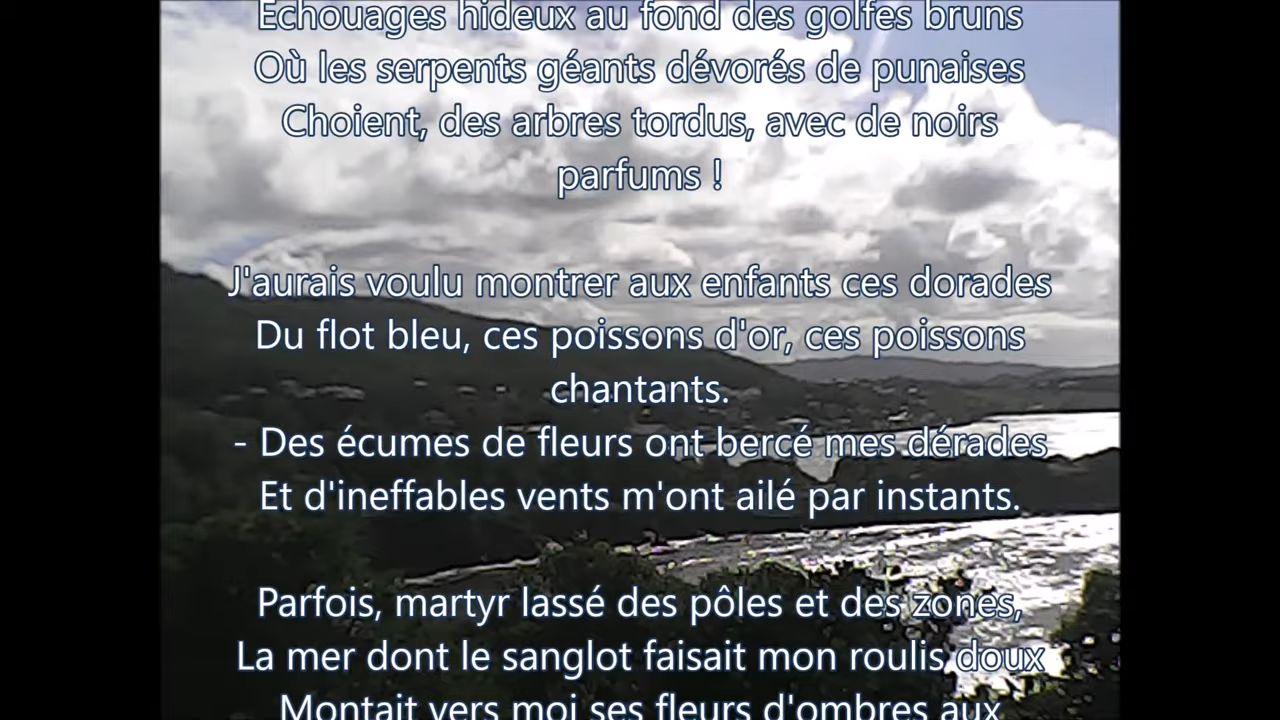 Echouages hideux au fond des golfes bruns
Où les serpents géants dévorés de punaises
Choient, des arbres tordus, avec de noirs
parfums !
J'aurais voulu montrer aux enfants ces dorades
Du flot bleu, ces poissons d'or, ces poissons
chantants.
- Des écumes de fleurs ont bercé mes dérades
Et d'ineffables vents m'ont ailé par instants.
Parfois, martyr lassé des pôles et des zones,
La mer dont le sanglot faisait mon roulis doux
Montait vers moi ses fleurs d'ombres aux